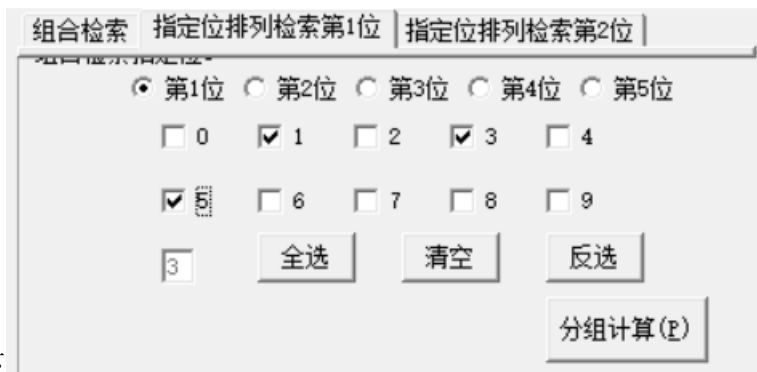 组合检索 指定位排列检索第1位 指定位排列检索第2位
第1位 第2位 第3位 第4位 第5位
0 1 2 3 4
5 6 7 8 9
3 全选 清空 反选
分组计算(P)